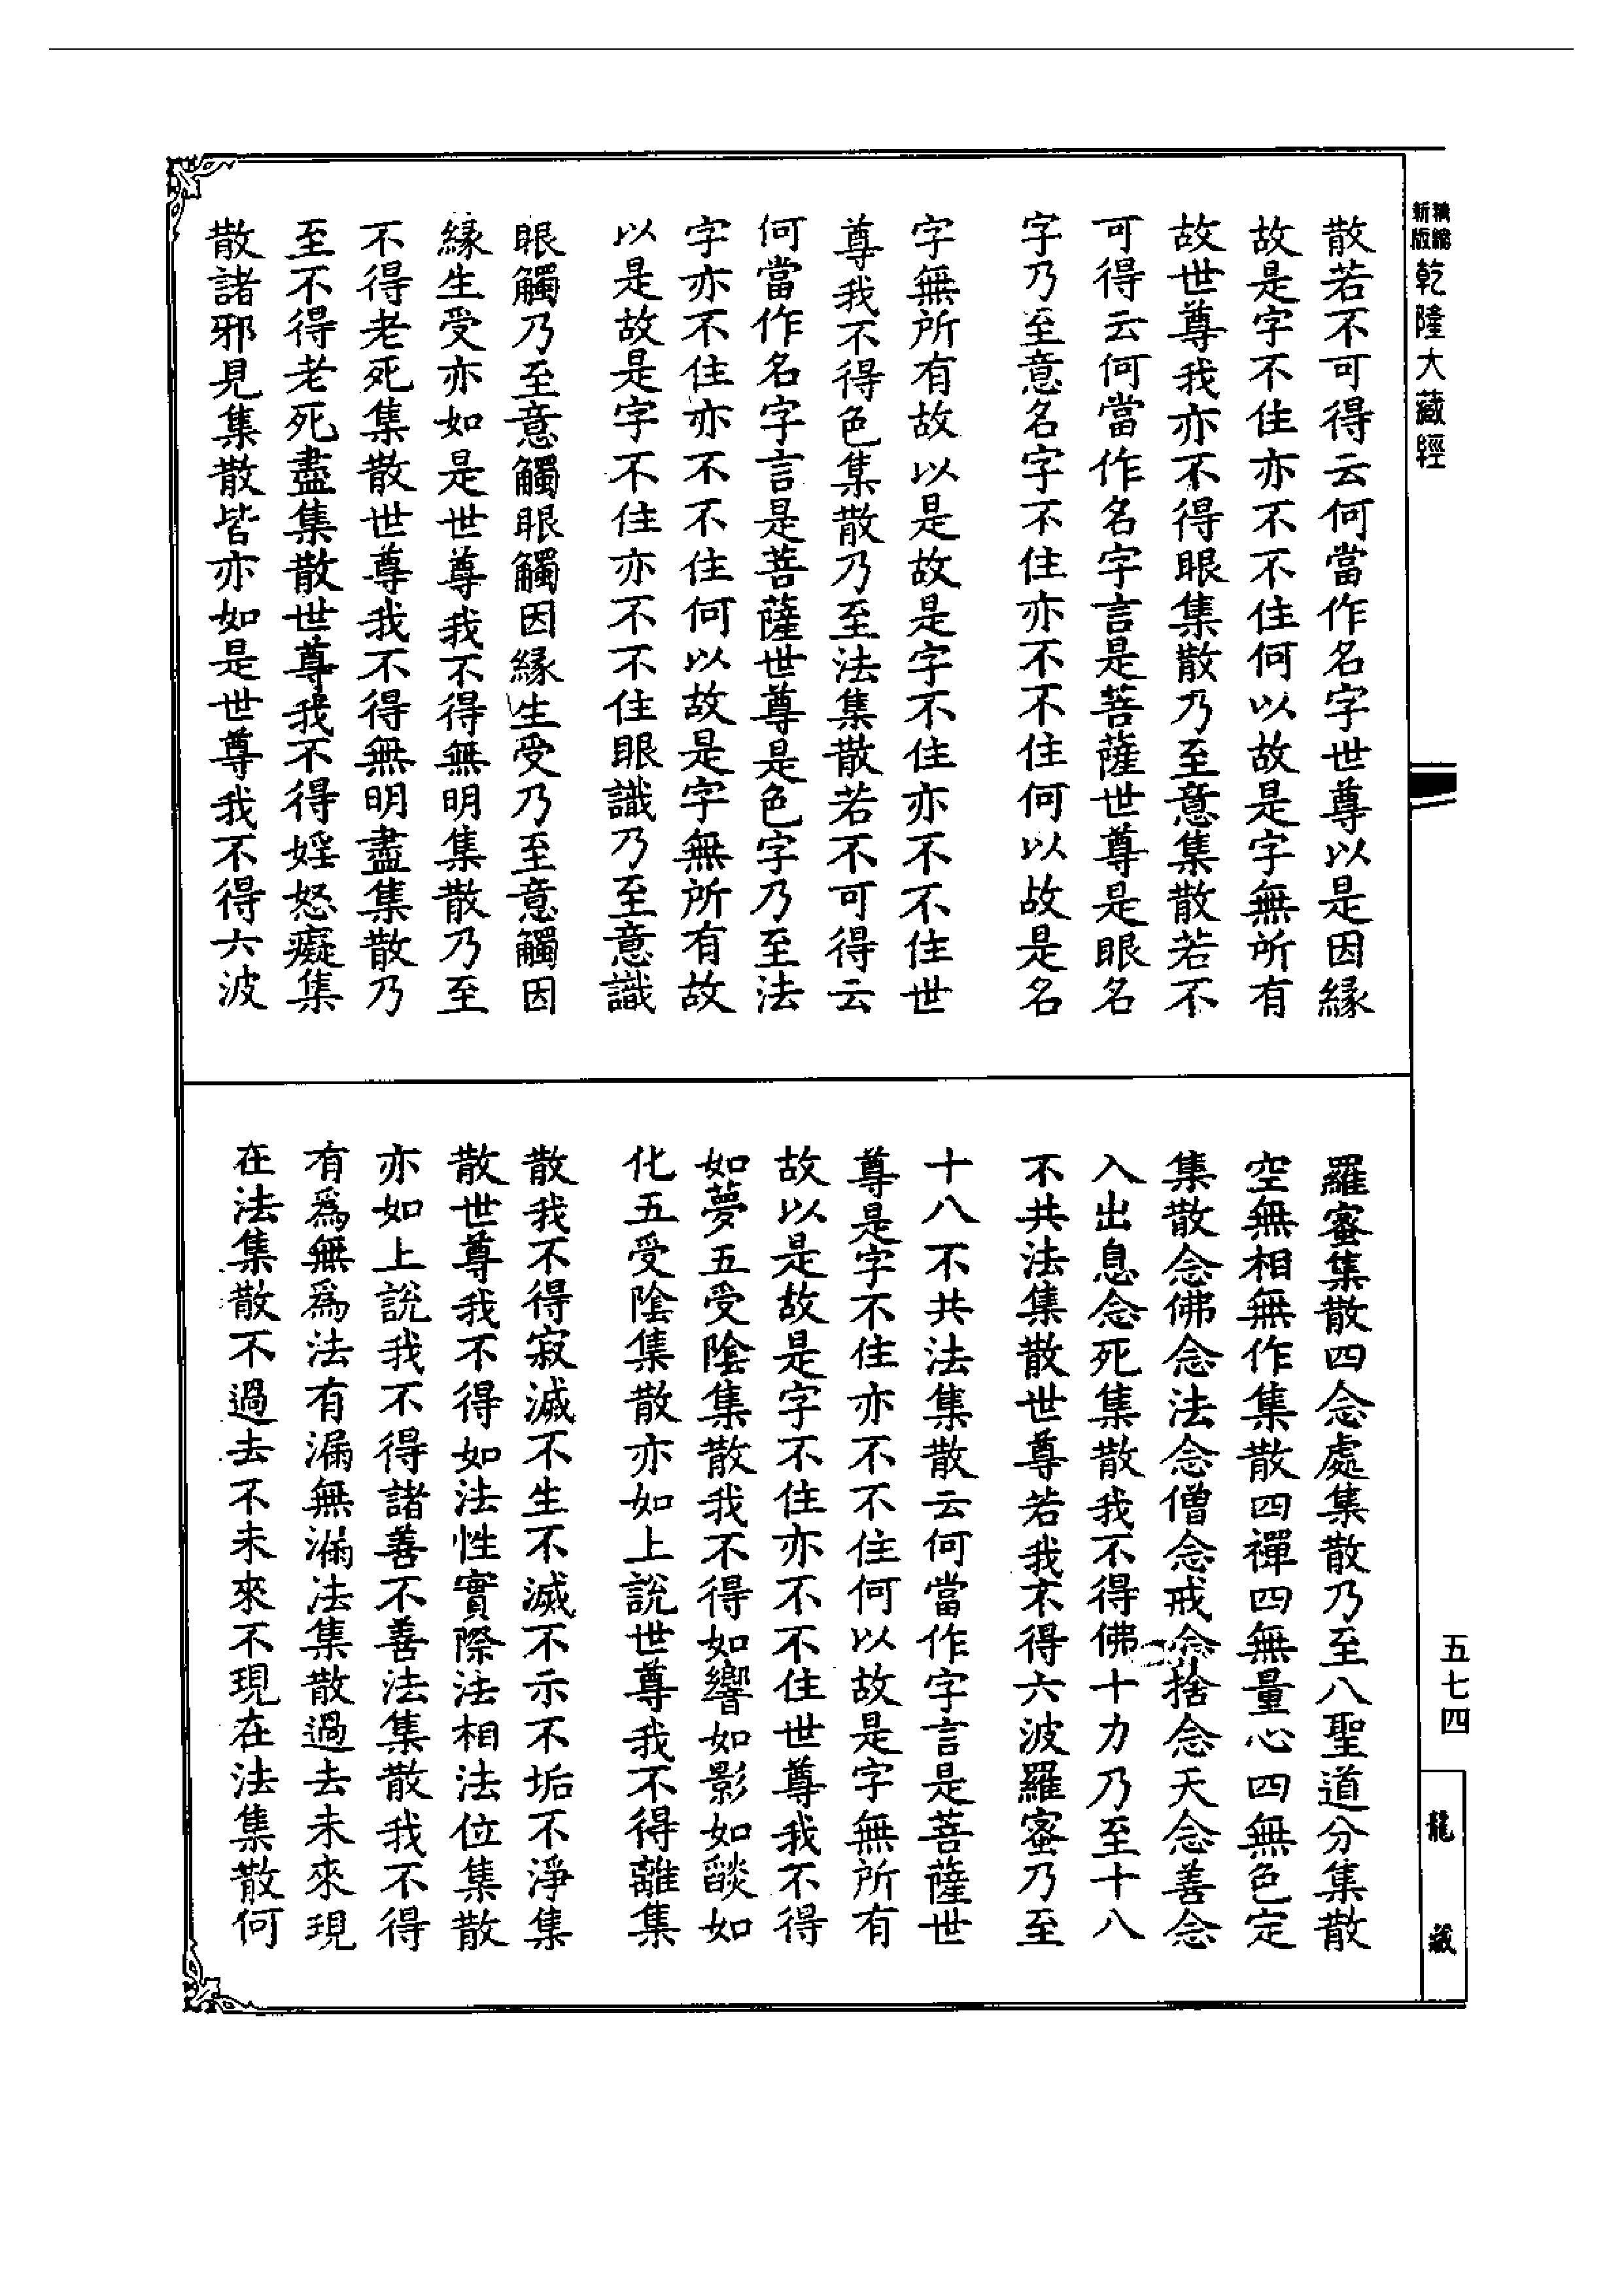 新編
縮版
乾隆大藏經
散若不可得云何當作名字世尊以是因緣
故是字不住亦不不住何以故是字無所有
故世尊我亦不得眼集散乃至意集散若不
可得云何當作名字言是菩薩世尊是眼名
字乃至意名字不住亦不不住何以故是名
字無所有故以是故是字不住亦不不住世
尊我不得色集散乃至法集散若不可得云
何當作名字言是菩薩世尊是色字乃至法
字亦不住亦不不住何以故是字無所有故
以是故是字不住亦不不住眼識乃至意識
眼觸乃至意觸眼觸因緣生受乃至意觸因
緣生受亦如是世尊我不得無明集散乃至
不得老死集散世尊我不得無明盡集散乃
至不得老死盡集散世尊我不得婬怒癡集
散諸邪見集散皆亦如是世尊我不得六波
羅蜜集散四念處集散乃至八聖道分集散
空無相無作集散四禪四無量心四無色定
集散念佛念法念僧念戒念捨念天念善念
入出息念死集散我不得佛十力乃至十八
不共法集散世尊若我不得六波羅蜜乃至
十八不共法集散云何當作字言是菩薩世
尊是字不住亦不不住何以故是字無所有
故以是故是字不住亦不不住世尊我不得
如夢五受陰集散我不得如響如影如燄如
化五受陰集散亦如上說世尊我不得離集
散我不得寂滅不生不滅不示不垢不淨集
散世尊我不得如法性實際法相法位集散
亦如上說我不得諸善不善法集散我不得
有為無為法有漏無漏法集散過去未來現
在法集散不過去不未來不現在法集散何
五七四
龍藏